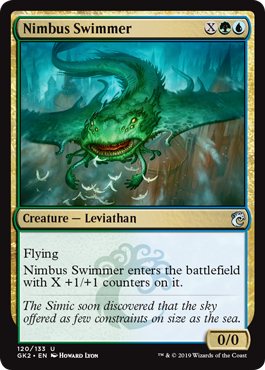 Nimbus Swimmer X
Creature — Leviathan
Flying
Nimbus Swimmer enters the battlefield
with X +1/+1 counters on it.
The Simic soon discovered that the sky
offered as few constraints on size as the sea.
0/0
120/133 U
GK2 • EN Howard Lyon ™ & © 2019 Wizards of the Coast